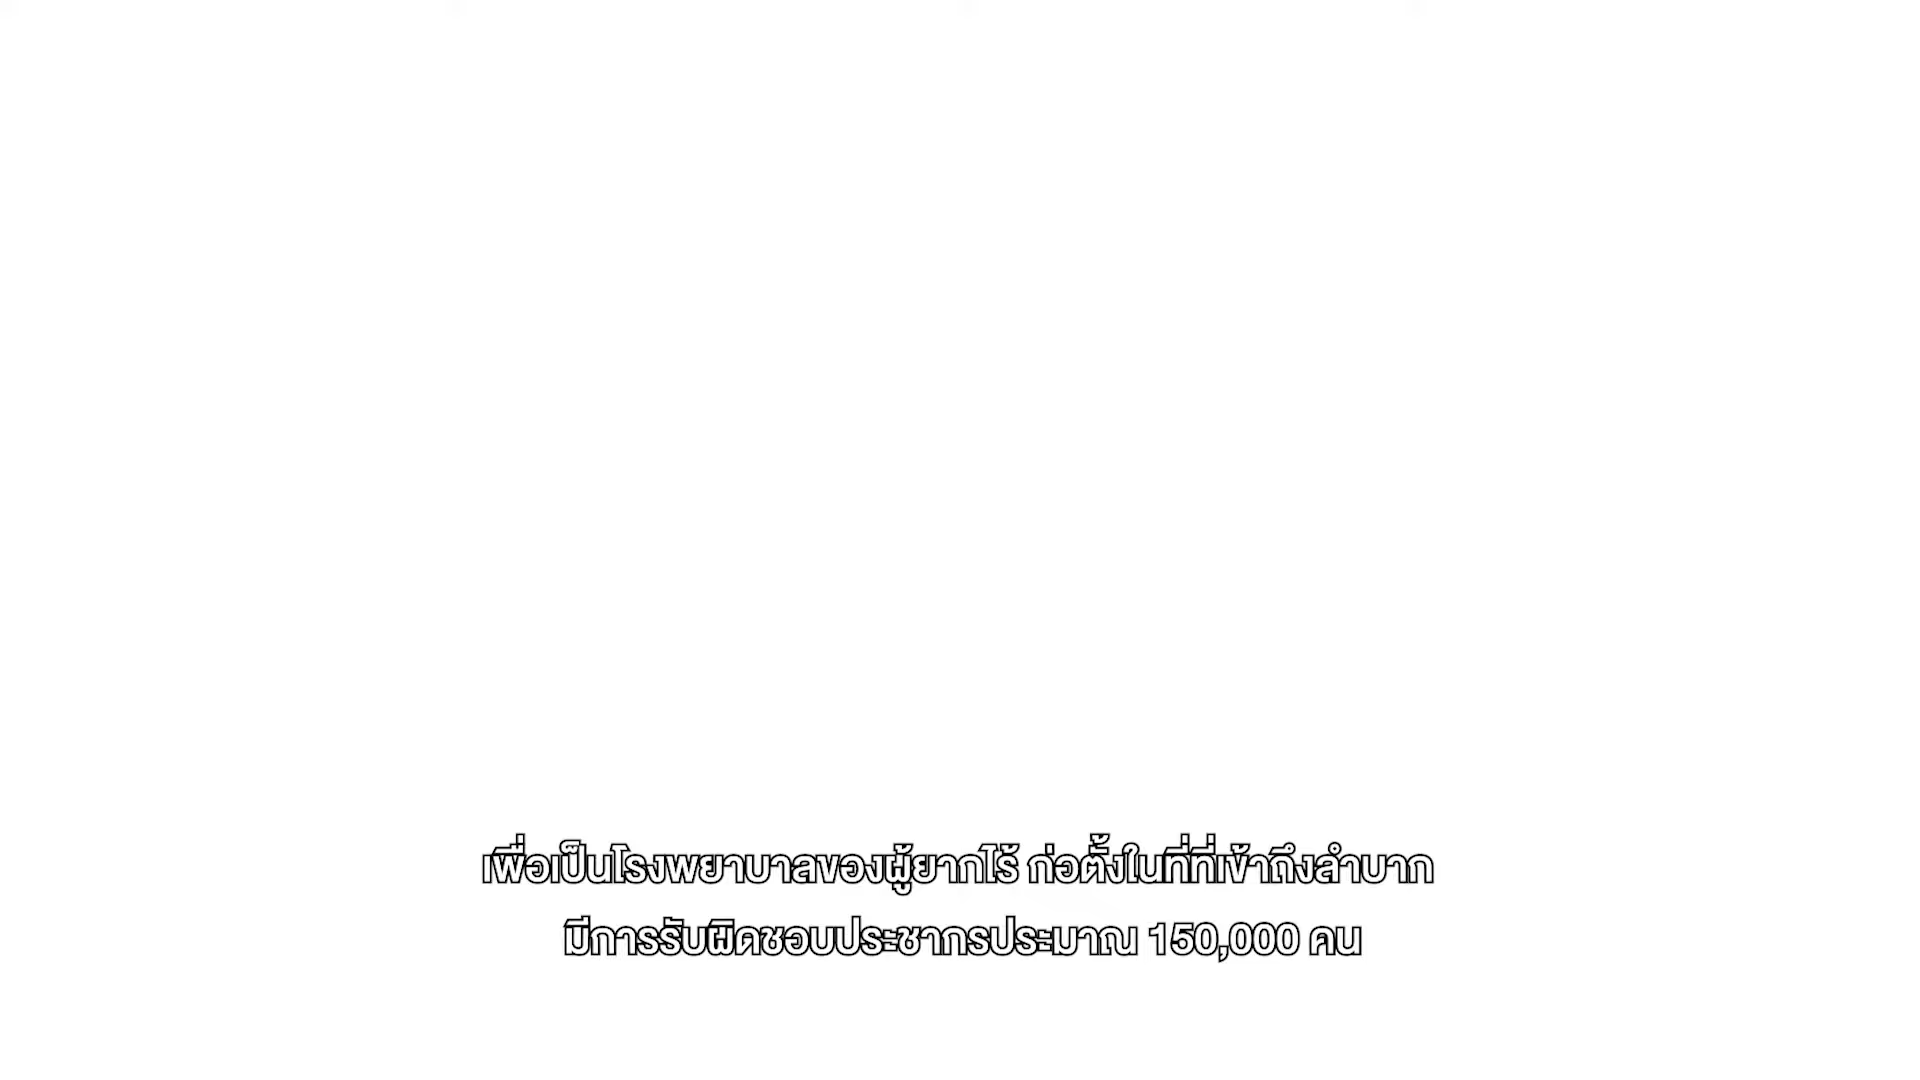 เพื่อเป็นโรงพยาบาลของผู้ยากไร้ ก่อตั้งในที่ที่เข้าถึงลำบาก
มีการรับผิดชอบประชากรประมาณ 150,000 คน